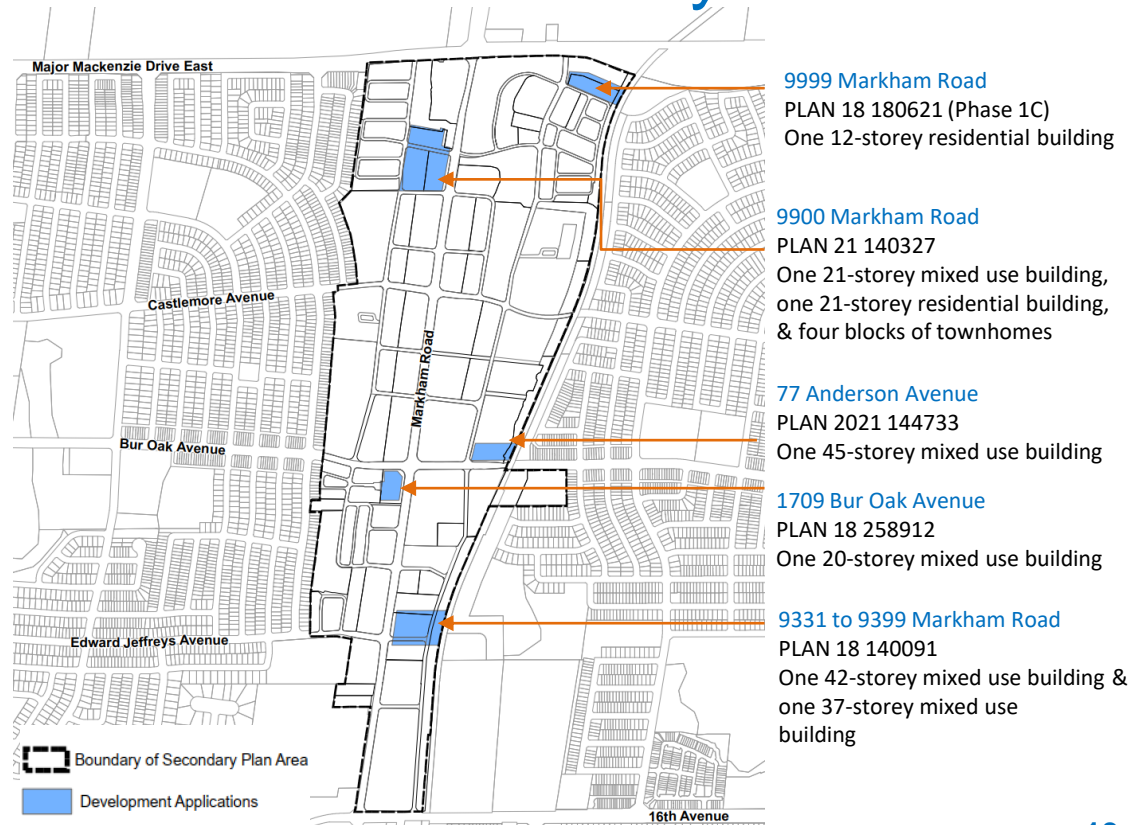 Major Mackenzie Drive East
Castlemore Avenue
Markham Road
Bur Oak Avenue
Edward Jeffreys Avenue
16th Avenue
Boundary of Secondary Plan Area
Development Applications
9999 Markham Road
PLAN 18 180621 (Phase 1C)
One 12-storey residential building
9900 Markham Road
PLAN 21 140327
One 21-storey mixed use building,
one 21-storey residential building,
& four blocks of townhomes
77 Anderson Avenue
PLAN 2021 144733
One 45-storey mixed use building
1709 Bur Oak Avenue
PLAN 18 258912
One 20-storey mixed use building
9331 to 9399 Markham Road
PLAN 18 140091
One 42-storey mixed use building &
one 37-storey mixed use
building